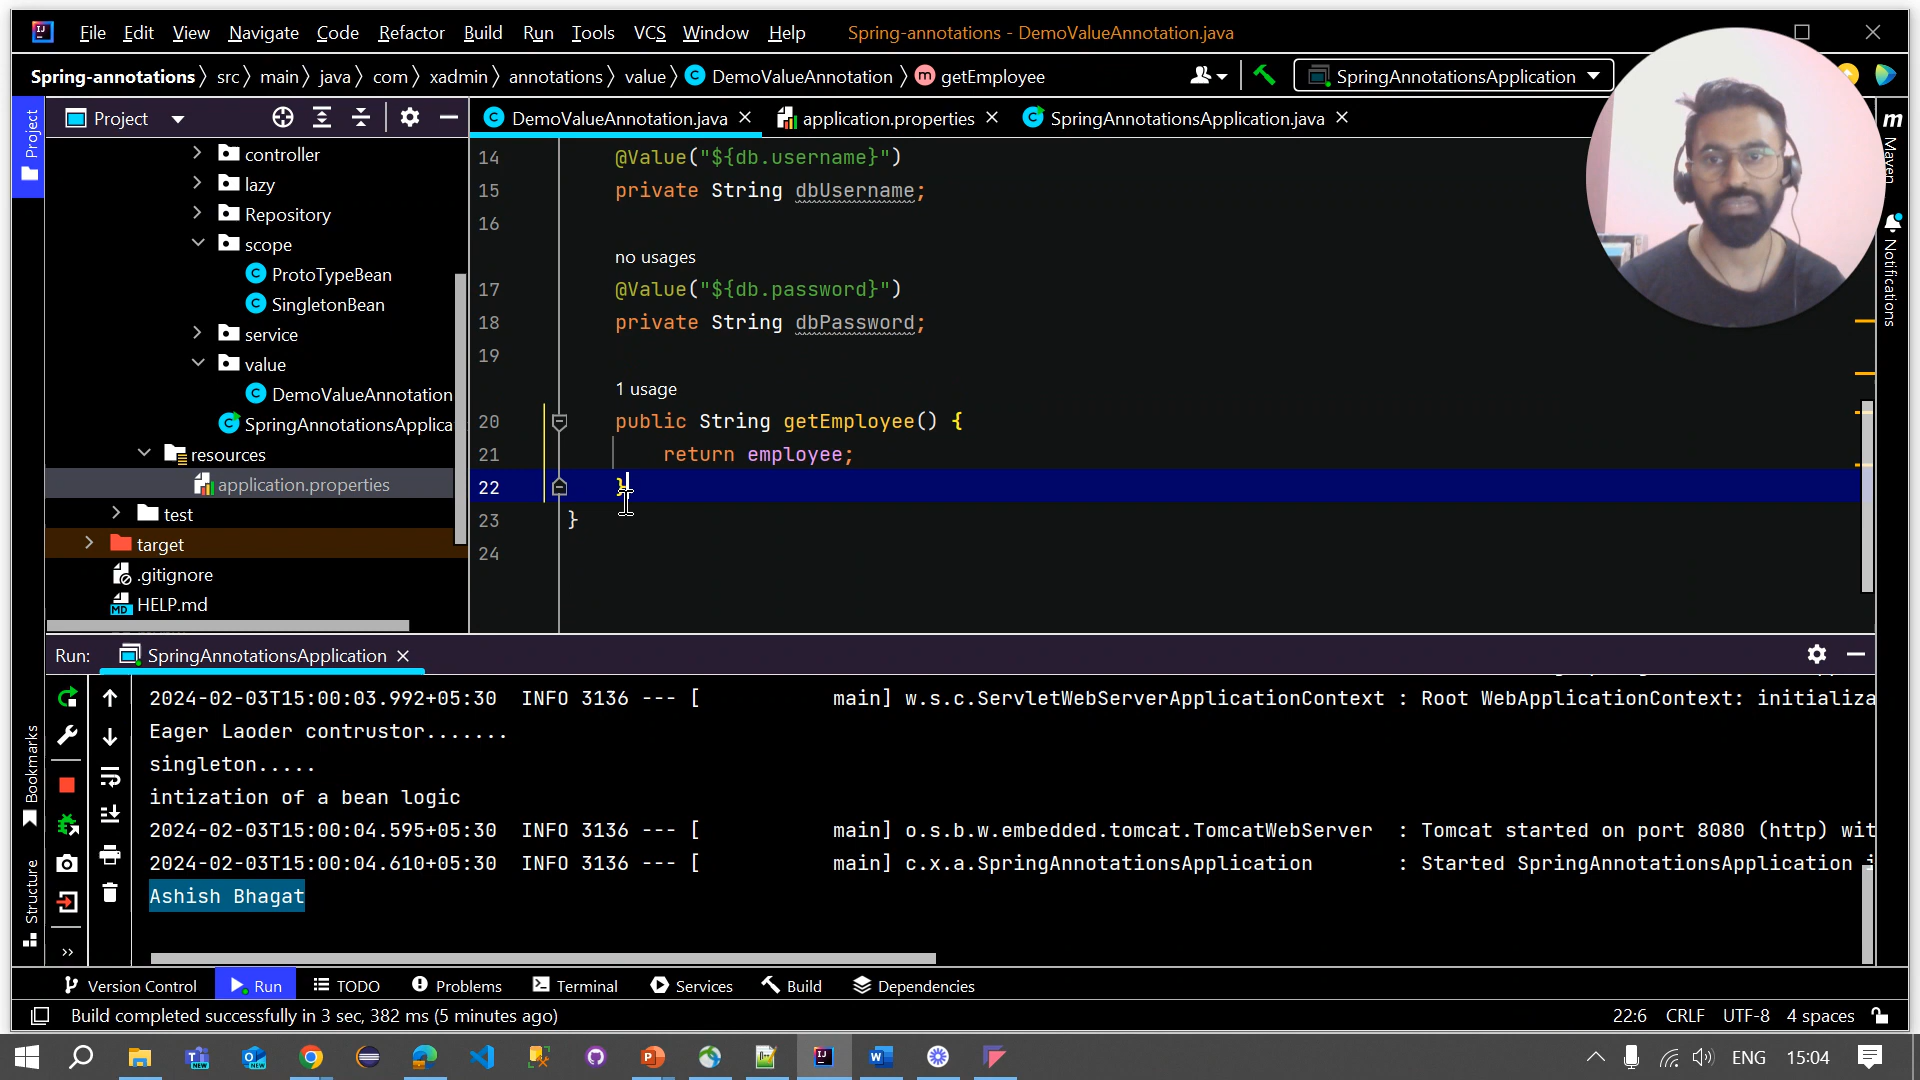 File Edit View Navigate Code Refactor Build Run Tools VCS Window Help Spring-annotations - DemoValueAnnotation.java
Spring-annotations src main java com xadmin annotations value DemoValueAnnotation getEmployee SpringAnnotationsApplication
Project
Project
DemoValueAnnotation.java application.properties SpringAnnotationsApplication.java
Maven
Notifications
controller
lazy
Repository
scope
ProtoTypeBean
SingletonBean
service
value
DemoValueAnnotation
SpringAnnotationsApplica
resources
application.properties
test
target
.gitignore
HELP.md
14 @Value("${db.username}")
15 private String dbUsername;
16
no usages
17 @Value("${db.password}")
18 private String dbPassword;
19
1 usage
20 public String getEmployee() {
21 return employee;
22 }
23 }
24
Run: SpringAnnotationsApplication
2024-02-03T15:00:03.992+05:30 INFO 3136 --- [ main] w.s.c.ServletWebServerApplicationContext : Root WebApplicationContext: initializa
Eager Laoder contrustor.......
singleton.....
intization of a bean logic
2024-02-03T15:00:04.595+05:30 INFO 3136 --- [ main] o.s.b.w.embedded.tomcat.TomcatWebServer : Tomcat started on port 8080 (http) wit
2024-02-03T15:00:04.610+05:30 INFO 3136 --- [ main] c.x.a.SpringAnnotationsApplication : Started SpringAnnotationsApplication
Ashish Bhagat
Bookmarks
Structure
Version Control Run TODO Problems Terminal Services Build Dependencies
Build completed successfully in 3 sec, 382 ms (5 minutes ago) 22:6 CRLF UTF-8 4 spaces
ENG 15:04